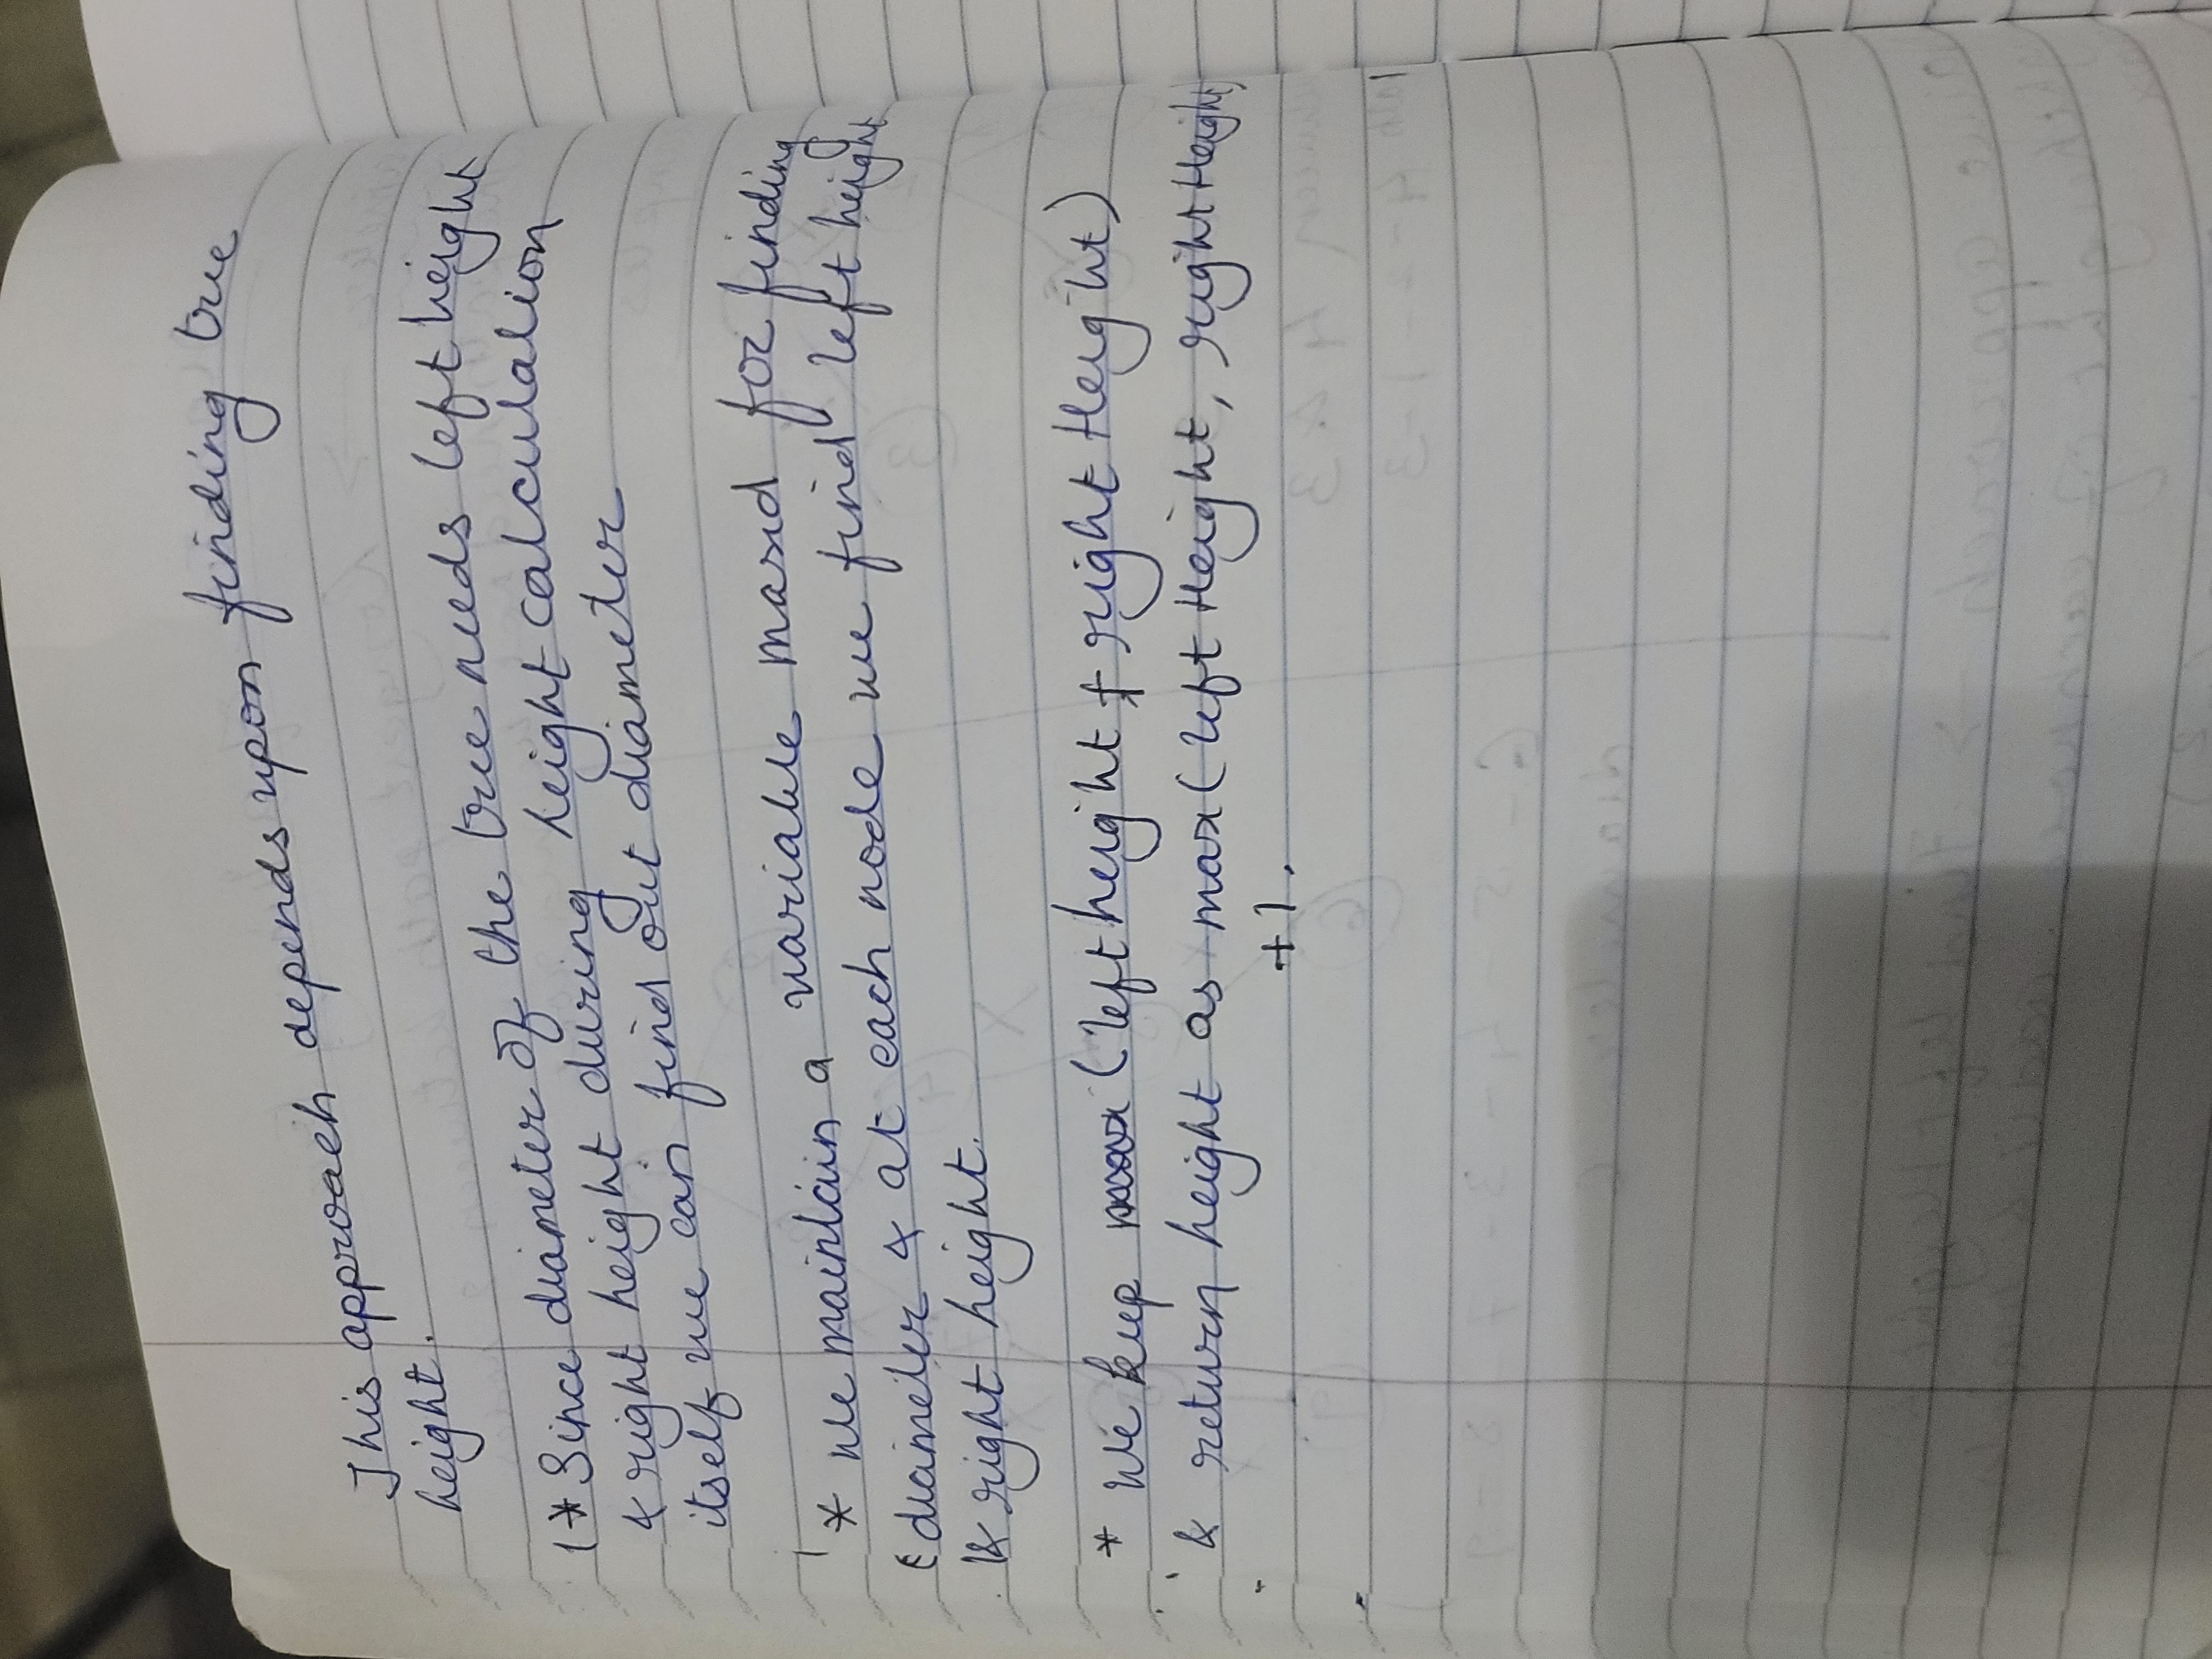 This approach depends upon finding tree
height.
* Since diameter of the tree needs left height
& right height during height calculation
itself we can find out diameter
* We maintain a variable maxd for finding
diameter & at each node we find left height
& right height.
* We keep (left height + right Height)
& return height as max(left Height, right Height)
+1.